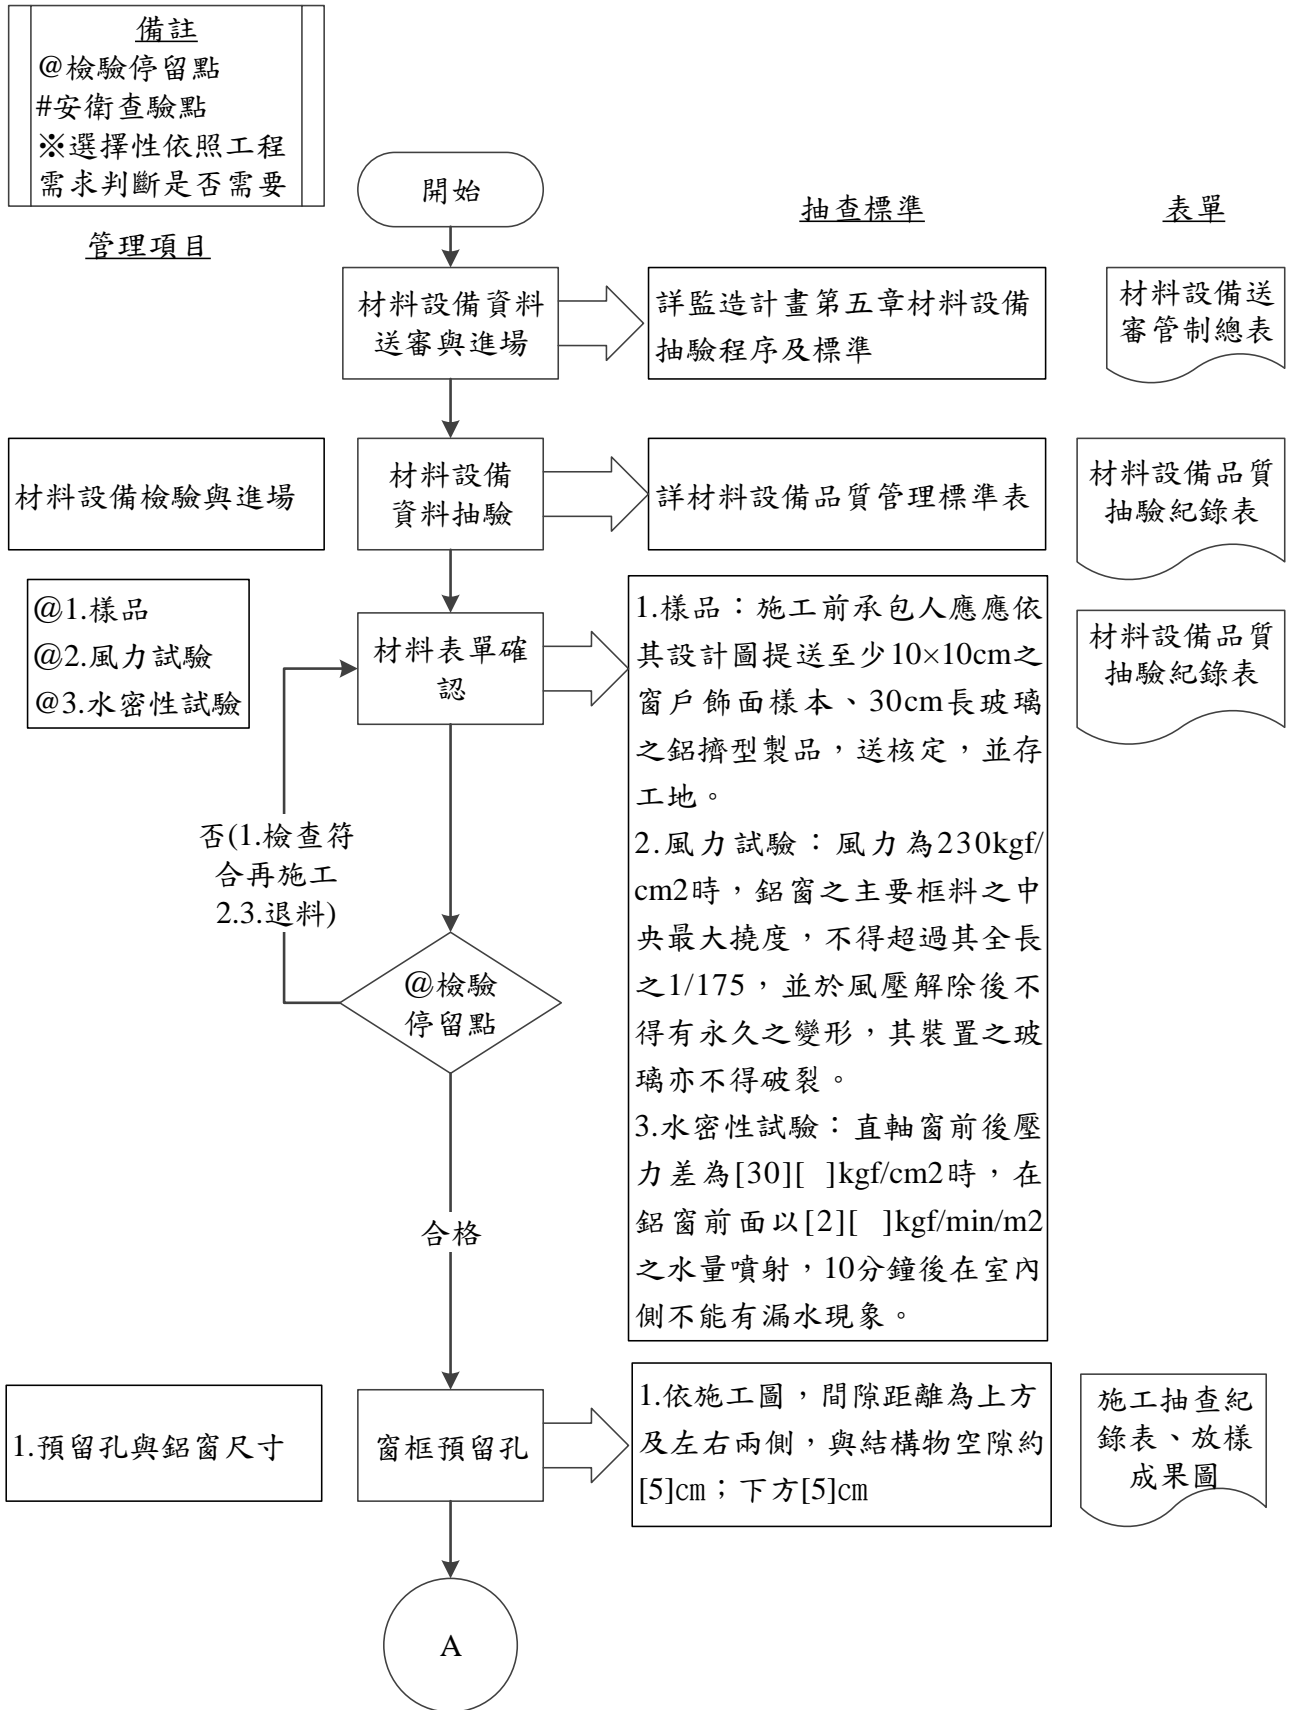 備註
@檢驗停留點
#安衛查驗點
※選擇性依照工程
需求判斷是否需要
管理項目
開始
抽查標準
表單
材料設備資料
送審與進場
詳監造計畫第五章材料設備
抽驗程序及標準
材料設備送
審管制總表
材料設備檢驗與進場
材料設備
資料抽驗
詳材料設備品質管理標準表
材料設備品質
抽驗紀錄表
@1.樣品
@2.風力試驗
@3.水密性試驗
材料表單確
認
1.樣品：施工前承包人應應依
其設計圖提送至少10×10cm之
窗戶飾面樣本、30cm長玻璃
之鋁擠型製品，送核定，並存
工地。
2.風力試驗：風力為230kgf/
cm2時，鋁窗之主要框料之中
央最大撓度，不得超過其全長
之1/175，並於風壓解除後不
得有永久之變形，其裝置之玻
璃亦不得破裂。
3.水密性試驗：直軸窗前後壓
力差為[30][  ]kgf/cm2時，在
鋁窗前面以[2][  ]kgf/min/m2
之水量噴射，10分鐘後在室內
側不能有漏水現象。
材料設備品質
抽驗紀錄表
否(1.檢查符
合再施工
2.3.退料)
@檢驗
停留點
合格
1.預留孔與鋁窗尺寸
窗框預留孔
1.依施工圖，間隙距離為上方
及左右兩側，與結構物空隙約
[5]㎝；下方[5]㎝
施工抽查紀
錄表、放樣
成果圖
A